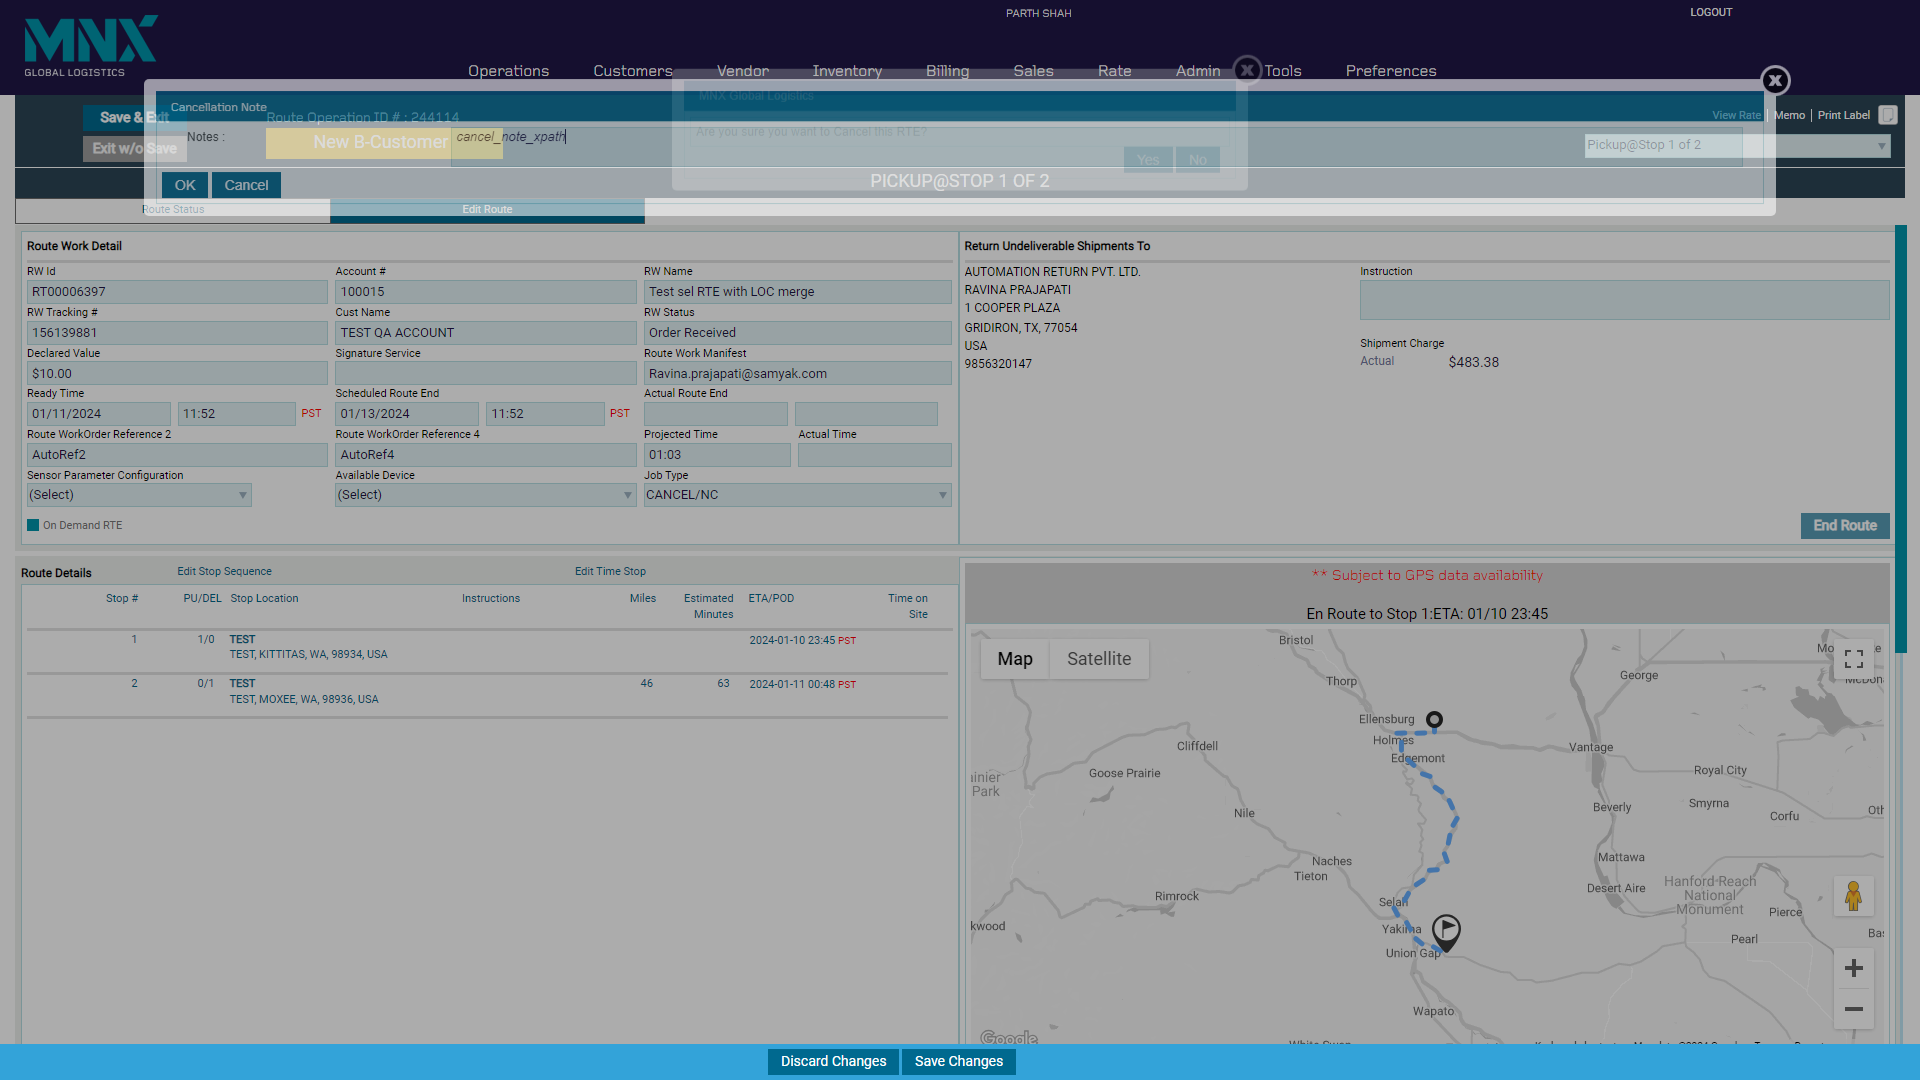 PARTH SHAH
LOGOUT
MNX
GLOBAL LOGISTICS
Operations Customers Vendor Inventory Billing Sales Rate Admin Tools Preferences
X
X
MNX Global Logistics
Cancellation Note
Save & Exit
Route Operation ID # : 244114
View Rate | Memo | Print Label
Are you sure you want to Cancel this RTE?
Notes :
cancel_note_xpath
New B-Customer
Exit w/o Save
Pickup@Stop 1 of 2
Yes No
OK Cancel
PICKUP@STOP 1 OF 2
Route Status
Edit Route
Route Work Detail
RW Id Account # RW Name
RT00006397 100015 Test sel RTE with LOC merge
RW Tracking # Cust Name RW Status
156139881 TEST QA ACCOUNT Order Received
Declared Value Signature Service Route Work Manifest
$10.00 Ravina.prajapati@samyak.com
Ready Time Scheduled Route End Actual Route End
01/11/2024 11:52 PST 01/13/2024 11:52 PST
Route WorkOrder Reference 2 Route WorkOrder Reference 4 Projected Time Actual Time
AutoRef2 AutoRef4 01:03
Sensor Parameter Configuration Available Device Job Type
(Select) (Select) CANCEL/NC
On Demand RTE
Return Undeliverable Shipments To
AUTOMATION RETURN PVT. LTD.
RAVINA PRAJAPATI
1 COOPER PLAZA
GRIDIRON, TX, 77054
USA
9856320147
Instruction
Shipment Charge
Actual $483.38
End Route
Route Details Edit Stop Sequence Edit Time Stop
Stop # PU/DEL Stop Location Instructions Miles Estimated Minutes ETA/POD Time on Site
1 1/0 TEST 2024-01-10 23:45 PST
TEST, KITTITAS, WA, 98934, USA
2 0/1 TEST 46 63 2024-01-11 00:48 PST
TEST, MOXEE, WA, 98936, USA
** Subject to GPS data availability
En Route to Stop 1:ETA: 01/10 23:45
Map Satellite
Bristol
Thorp
George
Ellensburg
Holmes
Cliffdell
Vantage
Edgemont
Goose Prairie
Royal City
inier
Park
Beverly
Smyrna
Oth
Nile
Corfu
Mattawa
Naches
Tieton
Desert Aire
Hanford Reach
National
Monument
Rimrock
Selah
Pierce
kwood
Yakima
Bas
Pearl
Union Gap
Wapato
Google
White Swan
Discard Changes Save Changes